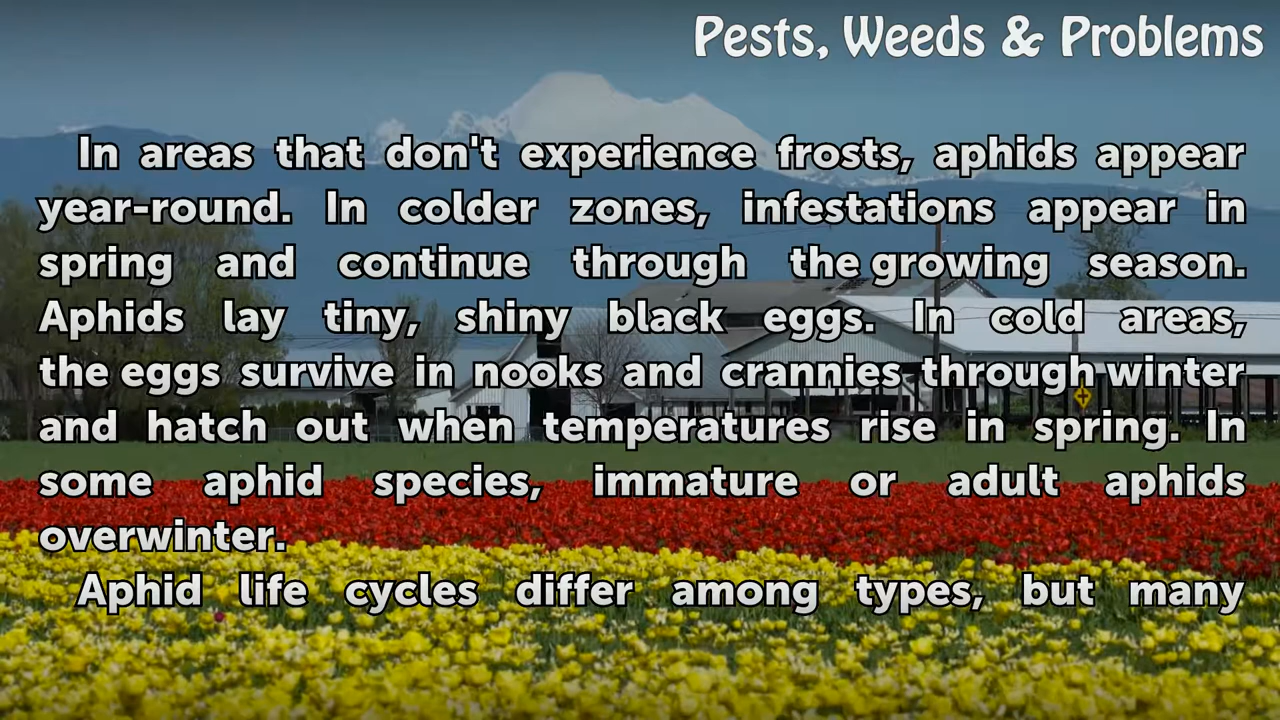 Pests, Weeds & Problems
In areas that don't experience frosts, aphids appear
year-round. In colder zones, infestations appear in
spring and continue through the growing season.
Aphids lay tiny, shiny black eggs. In cold areas,
the eggs survive in nooks and crannies through winter
and hatch out when temperatures rise in spring. In
some aphid species, immature or adult aphids
overwinter.
Aphid life cycles differ among types, but many